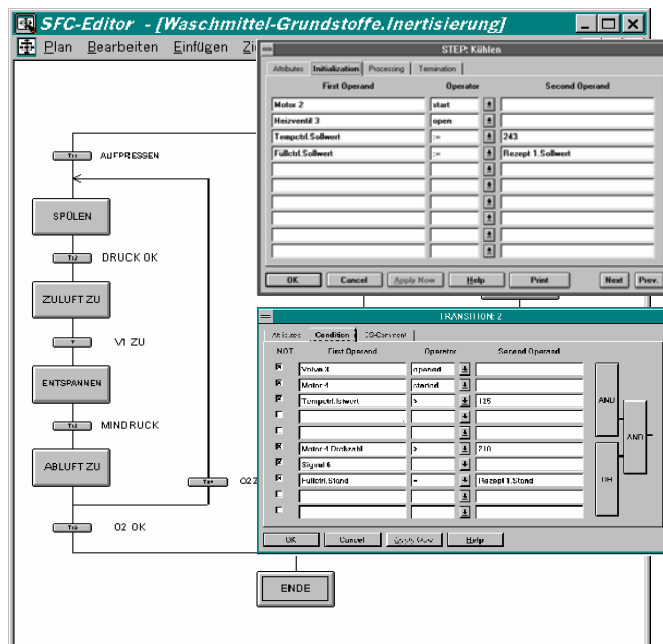 SFC-Editor - [Waschmittel-Grundstoffe.Inertisierung]
Plan Bearbeiten Einfügen
STEP: Kühlen
Attributes Initialization Processing Termination
First Operand Operator Second Operand
Motor 2 start
Heizventil 3 open
Tempctrl.Sollwert := 243
Füllctrl.Sollwert := Rezept 1.Sollwert
OK Cancel Apply Now Help Print Next Prev.
AUFPRESSEN
SPÜLEN
DRUCK OK
ZULUFT ZU
V1 ZU
ENTSPANNEN
MINDRUCK
ABLUFT ZU
O2 OK
ENDE
TRANSITION: 2
Attributes Condition OS-Comment
NOT First Operand Operator Second Operand
Valve 3 opened
Motor 4 started
Tempctrl.Istwert > 125
Motor 4 Drehzahl >
Signal 6
Füllctrl.Stand = Rezept 1.Stand
AND
AND
OR
OK Cancel Apply Now Help